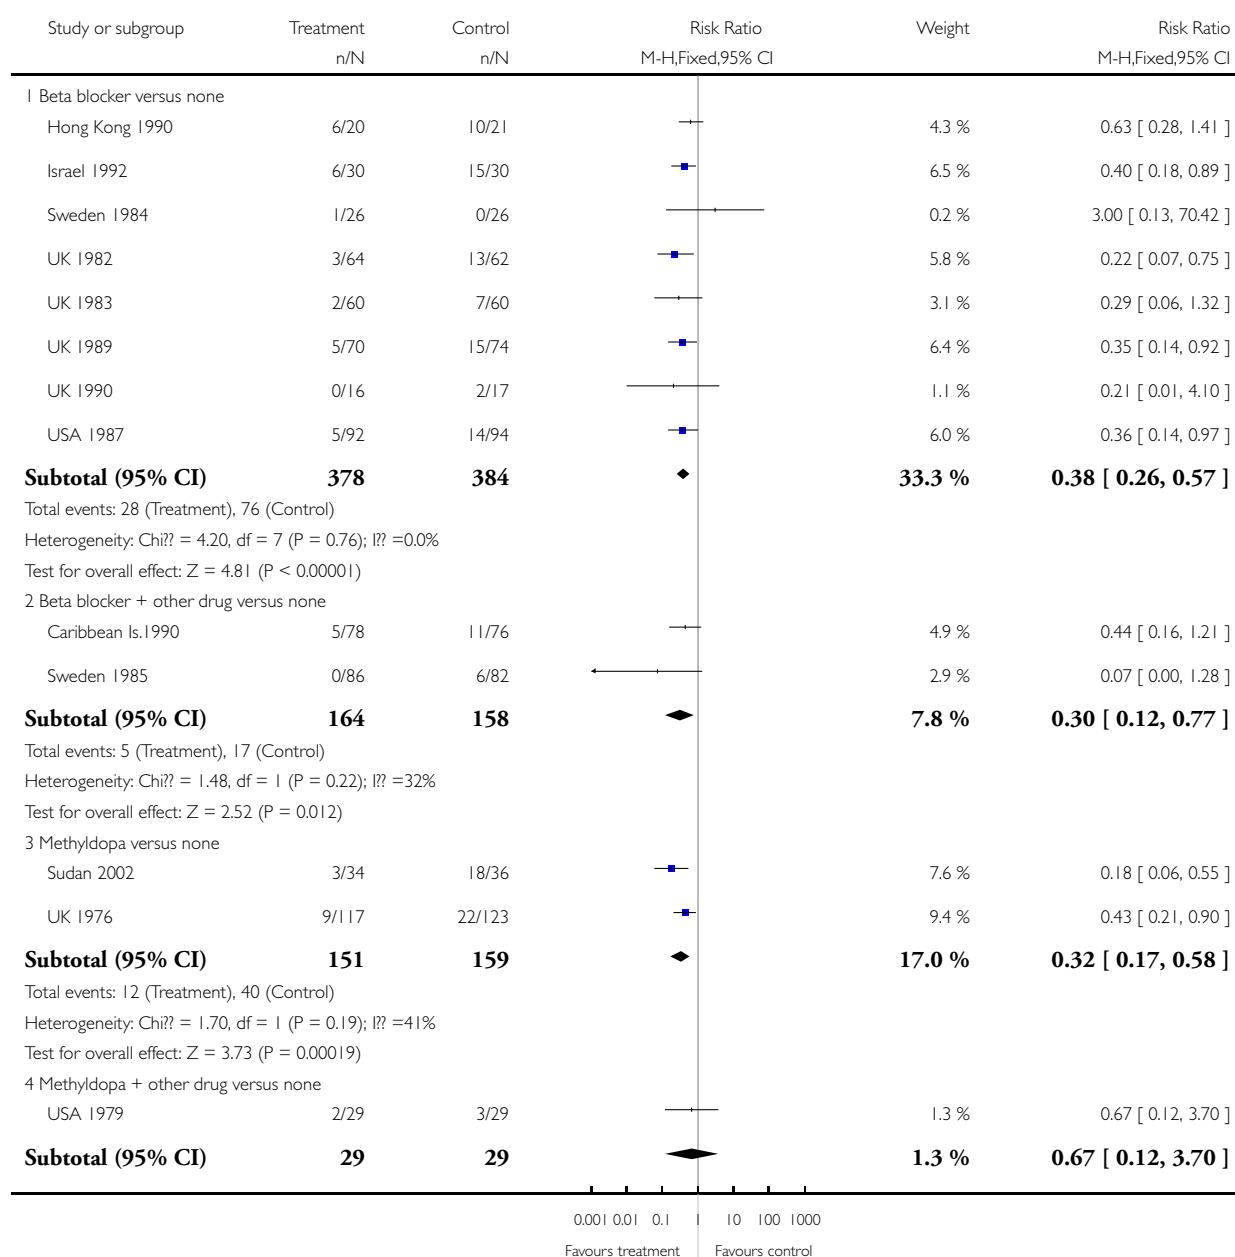 Study or subgroup Treatment Control Risk Ratio Weight Risk Ratio
n/N n/N M-H,Fixed,95% CI M-H,Fixed,95% CI
1 Beta blocker versus none
Hong Kong 1990 6/20 10/21 4.3 % 0.63 [ 0.28, 1.41 ]
Israel 1992 6/30 15/30 6.5 % 0.40 [ 0.18, 0.89 ]
Sweden 1984 1/26 0/26 0.2 % 3.00 [ 0.13, 70.42 ]
UK 1982 3/64 13/62 5.8 % 0.22 [ 0.07, 0.75 ]
UK 1983 2/60 7/60 3.1 % 0.29 [ 0.06, 1.32 ]
UK 1989 5/70 15/74 6.4 % 0.35 [ 0.14, 0.92 ]
UK 1990 0/16 2/17 1.1 % 0.21 [ 0.01, 4.10 ]
USA 1987 5/92 14/94 6.0 % 0.36 [ 0.14, 0.97 ]
Subtotal (95% CI) 378 384 33.3 % 0.38 [ 0.26, 0.57 ]
Total events: 28 (Treatment), 76 (Control)
Heterogeneity: Chi?? = 4.20, df = 7 (P = 0.76); I?? =0.0%
Test for overall effect: Z = 4.81 (P < 0.00001)
2 Beta blocker + other drug versus none
Caribbean Is.1990 5/78 11/76 4.9 % 0.44 [ 0.16, 1.21 ]
Sweden 1985 0/86 6/82 2.9 % 0.07 [ 0.00, 1.28 ]
Subtotal (95% CI) 164 158 7.8 % 0.30 [ 0.12, 0.77 ]
Total events: 5 (Treatment), 17 (Control)
Heterogeneity: Chi?? = 1.48, df = 1 (P = 0.22); I?? =32%
Test for overall effect: Z = 2.52 (P = 0.012)
3 Methyldopa versus none
Sudan 2002 3/34 18/36 7.6 % 0.18 [ 0.06, 0.55 ]
UK 1976 9/117 22/123 9.4 % 0.43 [ 0.21, 0.90 ]
Subtotal (95% CI) 151 159 17.0 % 0.32 [ 0.17, 0.58 ]
Total events: 12 (Treatment), 40 (Control)
Heterogeneity: Chi?? = 1.70, df = 1 (P = 0.19); I?? =41%
Test for overall effect: Z = 3.73 (P = 0.00019)
4 Methyldopa + other drug versus none
USA 1979 2/29 3/29 1.3 % 0.67 [ 0.12, 3.70 ]
Subtotal (95% CI) 29 29 1.3 % 0.67 [ 0.12, 3.70 ]
0.001 0.01 0.1 1 10 100 1000
Favours treatment Favours control